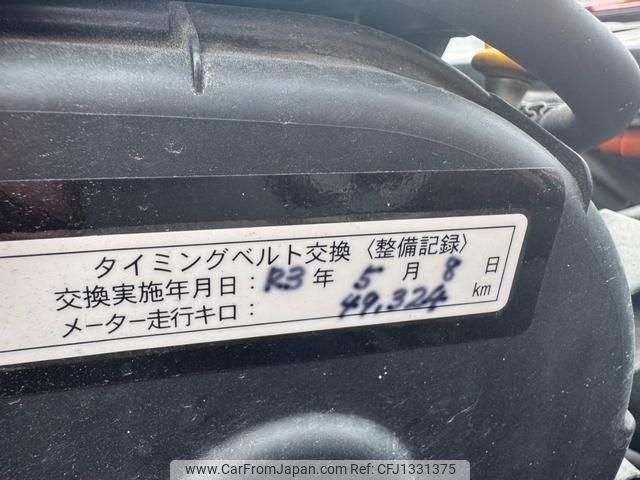 タイミングベルト交換〈整備記録〉
交換実施年月日：R3年 5月 8日
メーター走行キロ： 49,324 km
www.CarFromJapan.com - CFJ1331375